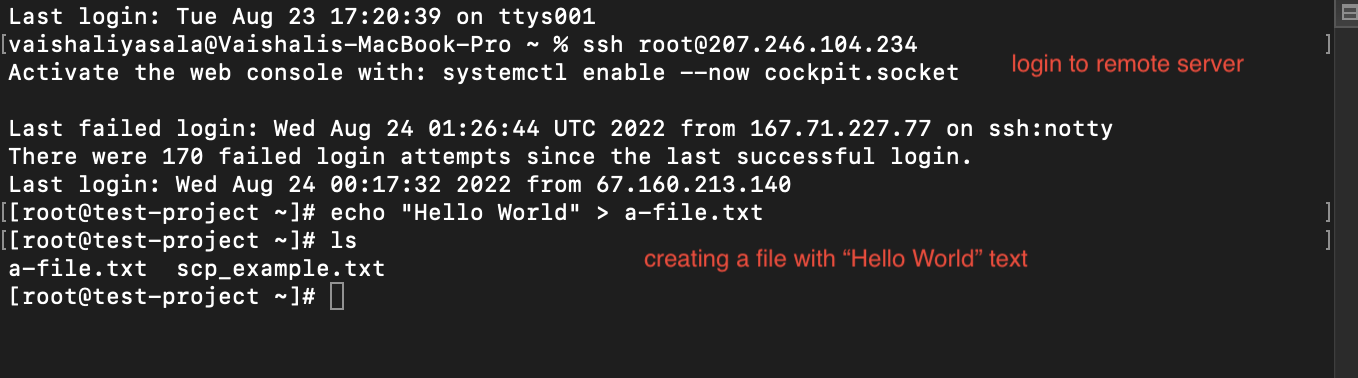 Last login: Tue Aug 23 17:20:39 on ttys001
[vaishaliyasala@Vaishalis-MacBook-Pro ~ % ssh root@207.246.104.234 ]
Activate the web console with: systemctl enable --now cockpit.socket
login to remote server
Last failed login: Wed Aug 24 01:26:44 UTC 2022 from 167.71.227.77 on ssh:notty
There were 170 failed login attempts since the last successful login.
Last login: Wed Aug 24 00:17:32 2022 from 67.160.213.140
[[root@test-project ~]# echo "Hello World" > a-file.txt ]
[[root@test-project ~]# ls ]
a-file.txt  scp_example.txt
creating a file with “Hello World” text
[root@test-project ~]#